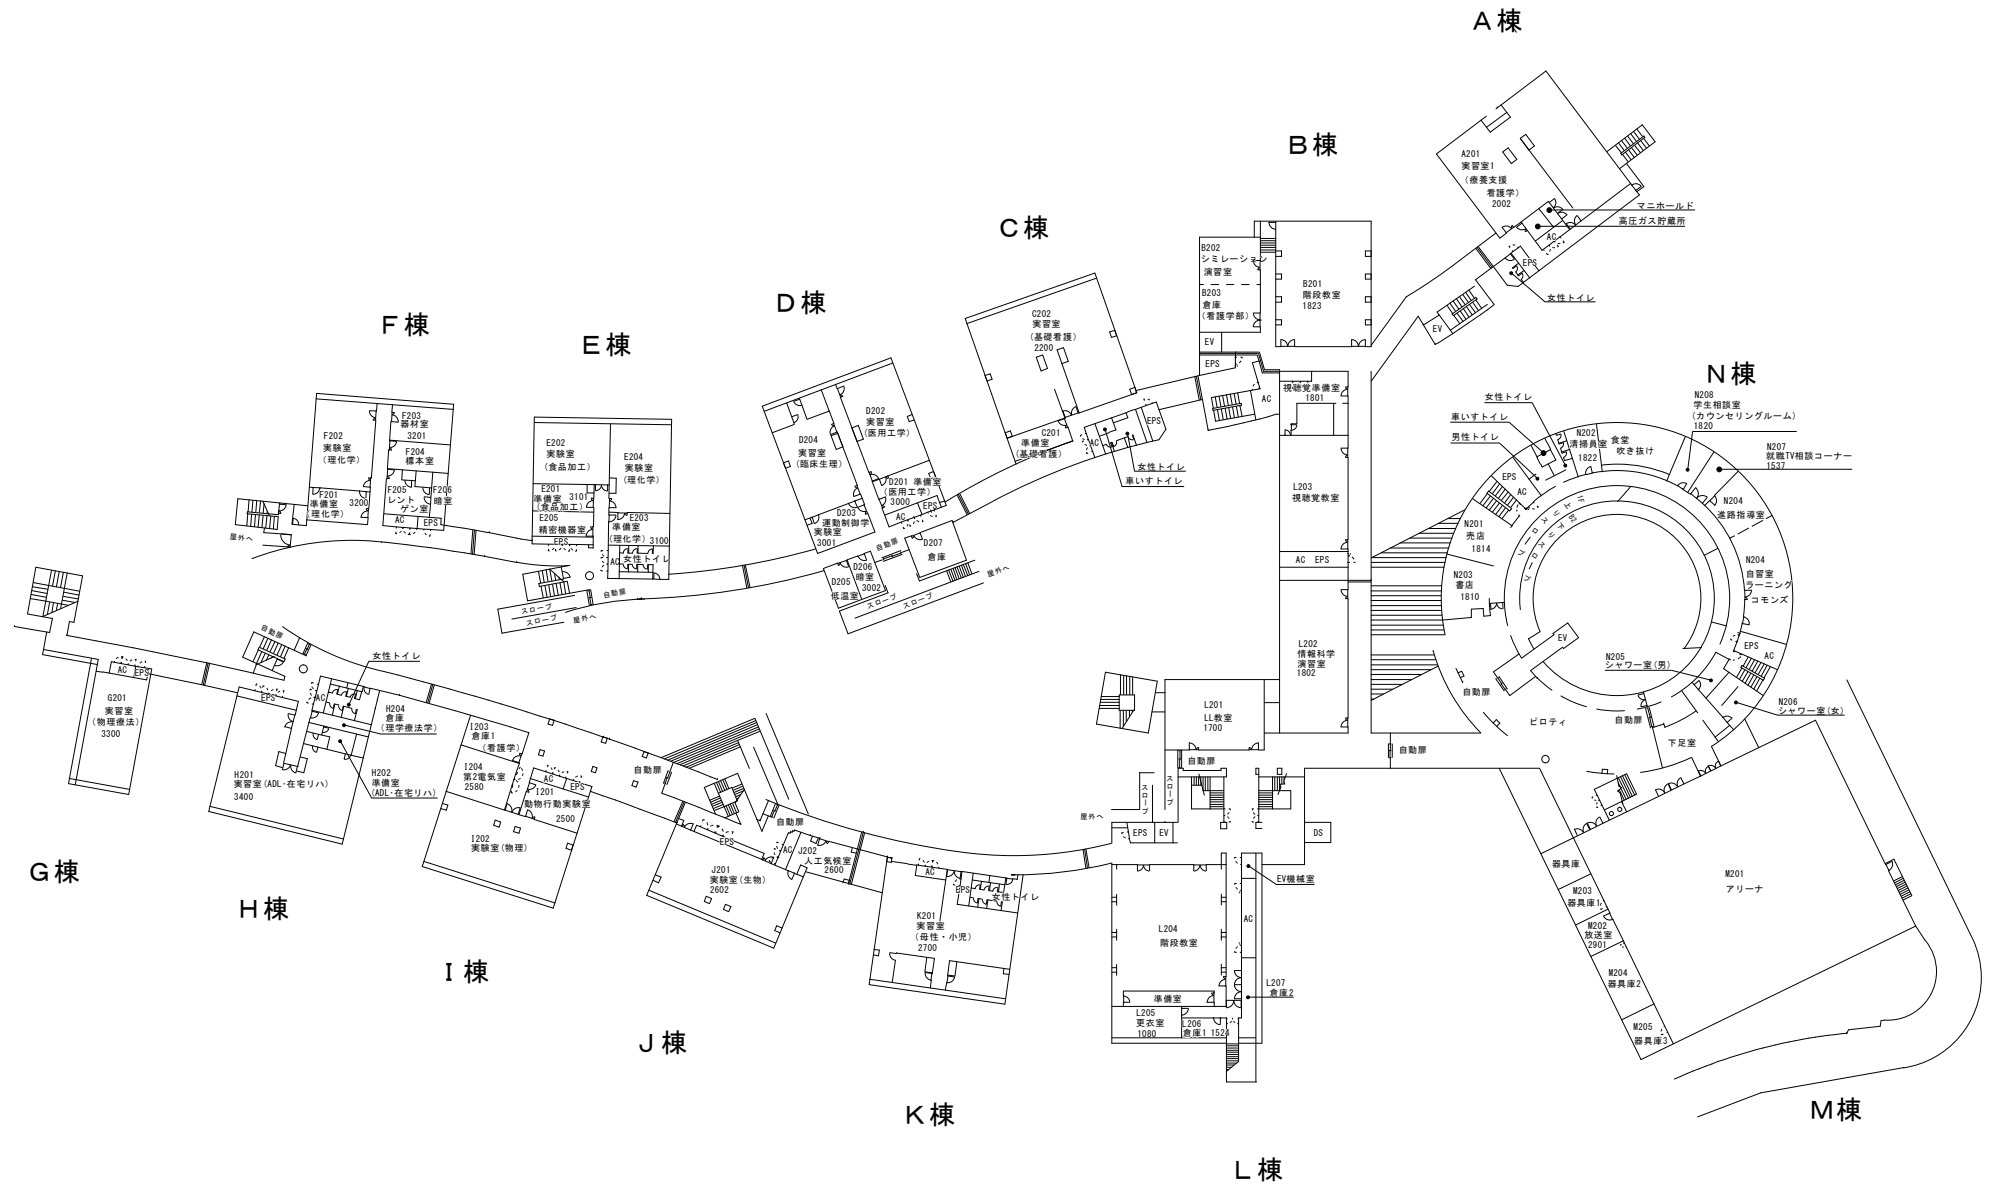 A棟
B棟
C棟
D棟
E棟
F棟
G棟
H棟
I棟
J棟
K棟
L棟
M棟
N棟
A201
実習室1
(療養支援
看護学)
2002
マニホールド
高圧ガス貯蔵所
AC
EPS
女性トイレ
EV
B202
シミレーション
演習室
B203
倉庫
(看護学部)
EV
EPS
B201
階段教室
1823
AC
C202
実習室
(基礎看護)
2200
C201
準備室
(基礎看護)
AC
EPS
女性トイレ
車いすトイレ
D202
実習室
(医用工学)
D204
実習室
(臨床生理)
D201 準備室
(医用工学)
3000
AC
EPS
D203
運動制御学
実験室
3001
自動扉
D207
倉庫
D206
暗室
3002
D205
低温室
スロープ
スロープ
屋外へ
E202
実験室
(食品加工)
E204
実験室
(理化学)
E201
準備室
3101
(食品加工)
E205
精密機器室
EPS
E203
準備室
(理化学)
3100
AC
女性トイレ
自動扉
スロープ
スロープ
屋外へ
F202
実験室
(理化学)
F203
器材室
3201
F204
標本室
F205
レント
ゲン室
F206
暗室
F201
準備室
(理化学)
3200
AC
EPS
屋外へ
G201
実習室
(物理療法)
3300
AC
EPS
自動扉
女性トイレ
EPS
AC
H204
倉庫
(理学療法学)
H201
実習室(ADL・在宅リハ)
3400
H202
準備室
(ADL・在宅リハ)
I203
倉庫1
(看護学)
I204
第2電気室
2580
AC
EPS
I201
動物行動実験室
2500
I202
実験室(物理)
自動扉
自動扉
EPS
AC
J202
人工気候室
2600
J201
実験室(生物)
2602
AC
EPS
女性トイレ
K201
実習室
(母性・小児)
2700
視聴覚準備室
1801
L203
視聴覚教室
AC
EPS
L202
情報科学
演習室
1802
L201
LL教室
1700
自動扉
スロープ
スロープ
屋外へ
EPS
EV
DS
EV機械室
AC
L204
階段教室
準備室
L205
更衣室
1080
L206
倉庫1 1524
L207
倉庫2
自動扉
女性トイレ
車いすトイレ
男性トイレ
N202
清掃員室
1822
食堂
吹き抜け
N208
学生相談室
(カウンセリングルーム)
1820
N207
就職TV相談コーナー
1537
N204
進路指導室
N204
自習室
ラーニング
コモンズ
EPS
AC
N201
売店
1814
N203
書店
1810
EV
EPS
AC
N205
シャワー室(男)
N206
シャワー室(女)
自動扉
ピロティ
自動扉
下足室
器具庫
M203
器具庫1
M202
放送室
2901
M204
器具庫2
M205
器具庫3
M201
アリーナ